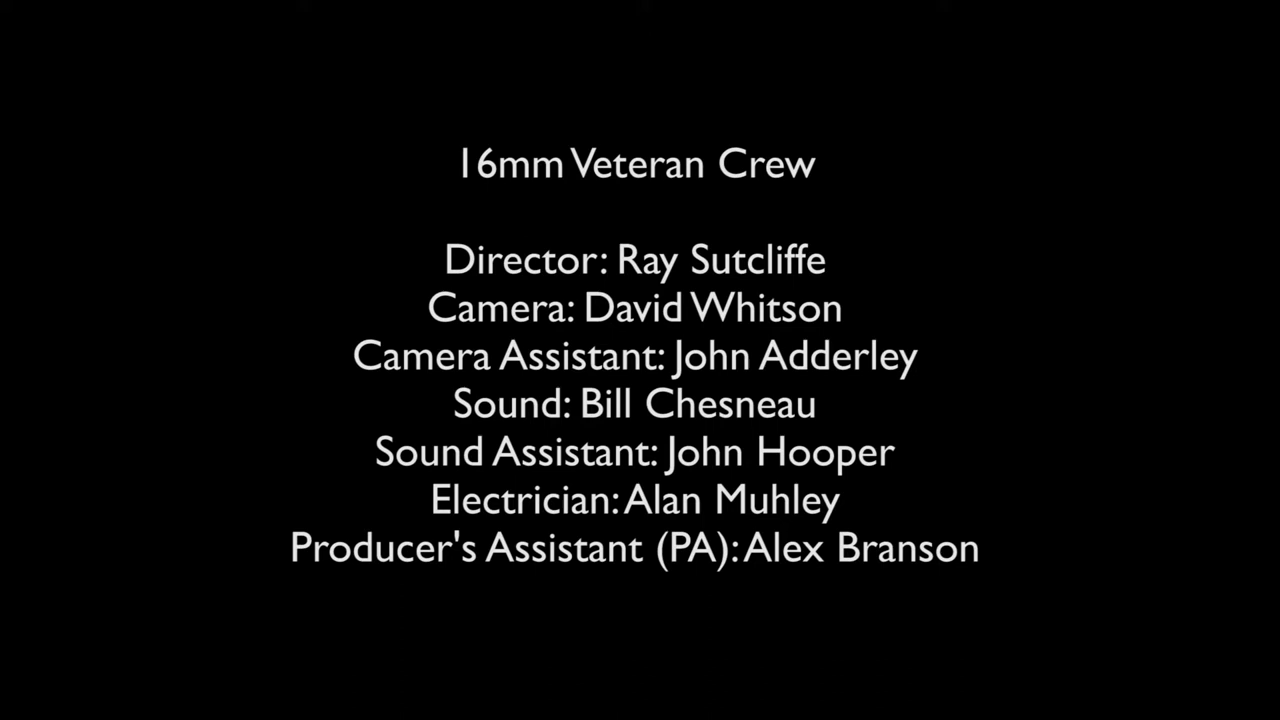 16mm Veteran Crew
Director: Ray Sutcliffe
Camera: David Whitson
Camera Assistant: John Adderley
Sound: Bill Chesneau
Sound Assistant: John Hooper
Electrician: Alan Muhley
Producer's Assistant (PA): Alex Branson